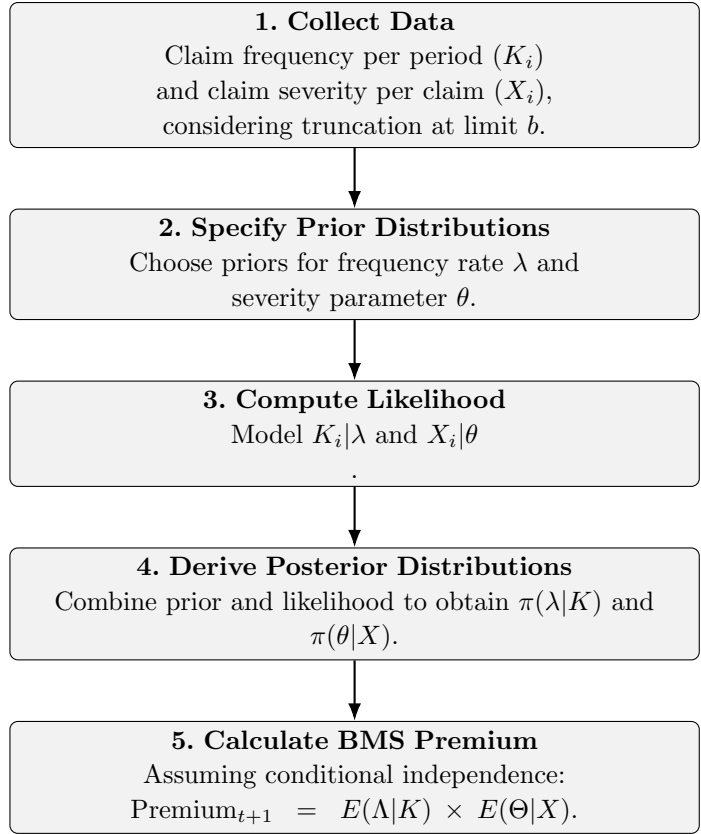 1. Collect Data
Claim frequency per period (K_i)
and claim severity per claim (X_i),
considering truncation at limit b.
2. Specify Prior Distributions
Choose priors for frequency rate λ and
severity parameter θ.
3. Compute Likelihood
Model K_i|λ and X_i|θ
.
4. Derive Posterior Distributions
Combine prior and likelihood to obtain π(λ|K) and
π(θ|X).
5. Calculate BMS Premium
Assuming conditional independence:
Premium_{t+1} = E(Λ|K) × E(Θ|X).